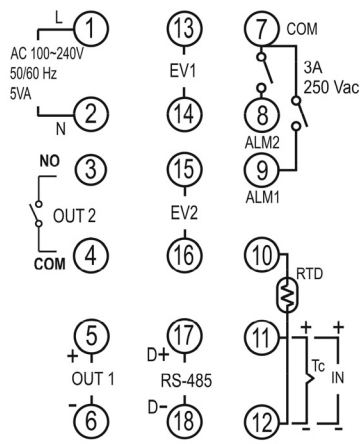 L
1
13
7
COM
AC 100~240V
50/60 Hz
5VA
EV1
3A
250 Vac
N
2
14
8
ALM2
NO
3
15
9
ALM1
OUT 2
EV2
COM
4
16
10
RTD
5
17
11
+ +
+
D+
OUT 1
RS-485
Tc
IN
-
D-
6
18
12
- -